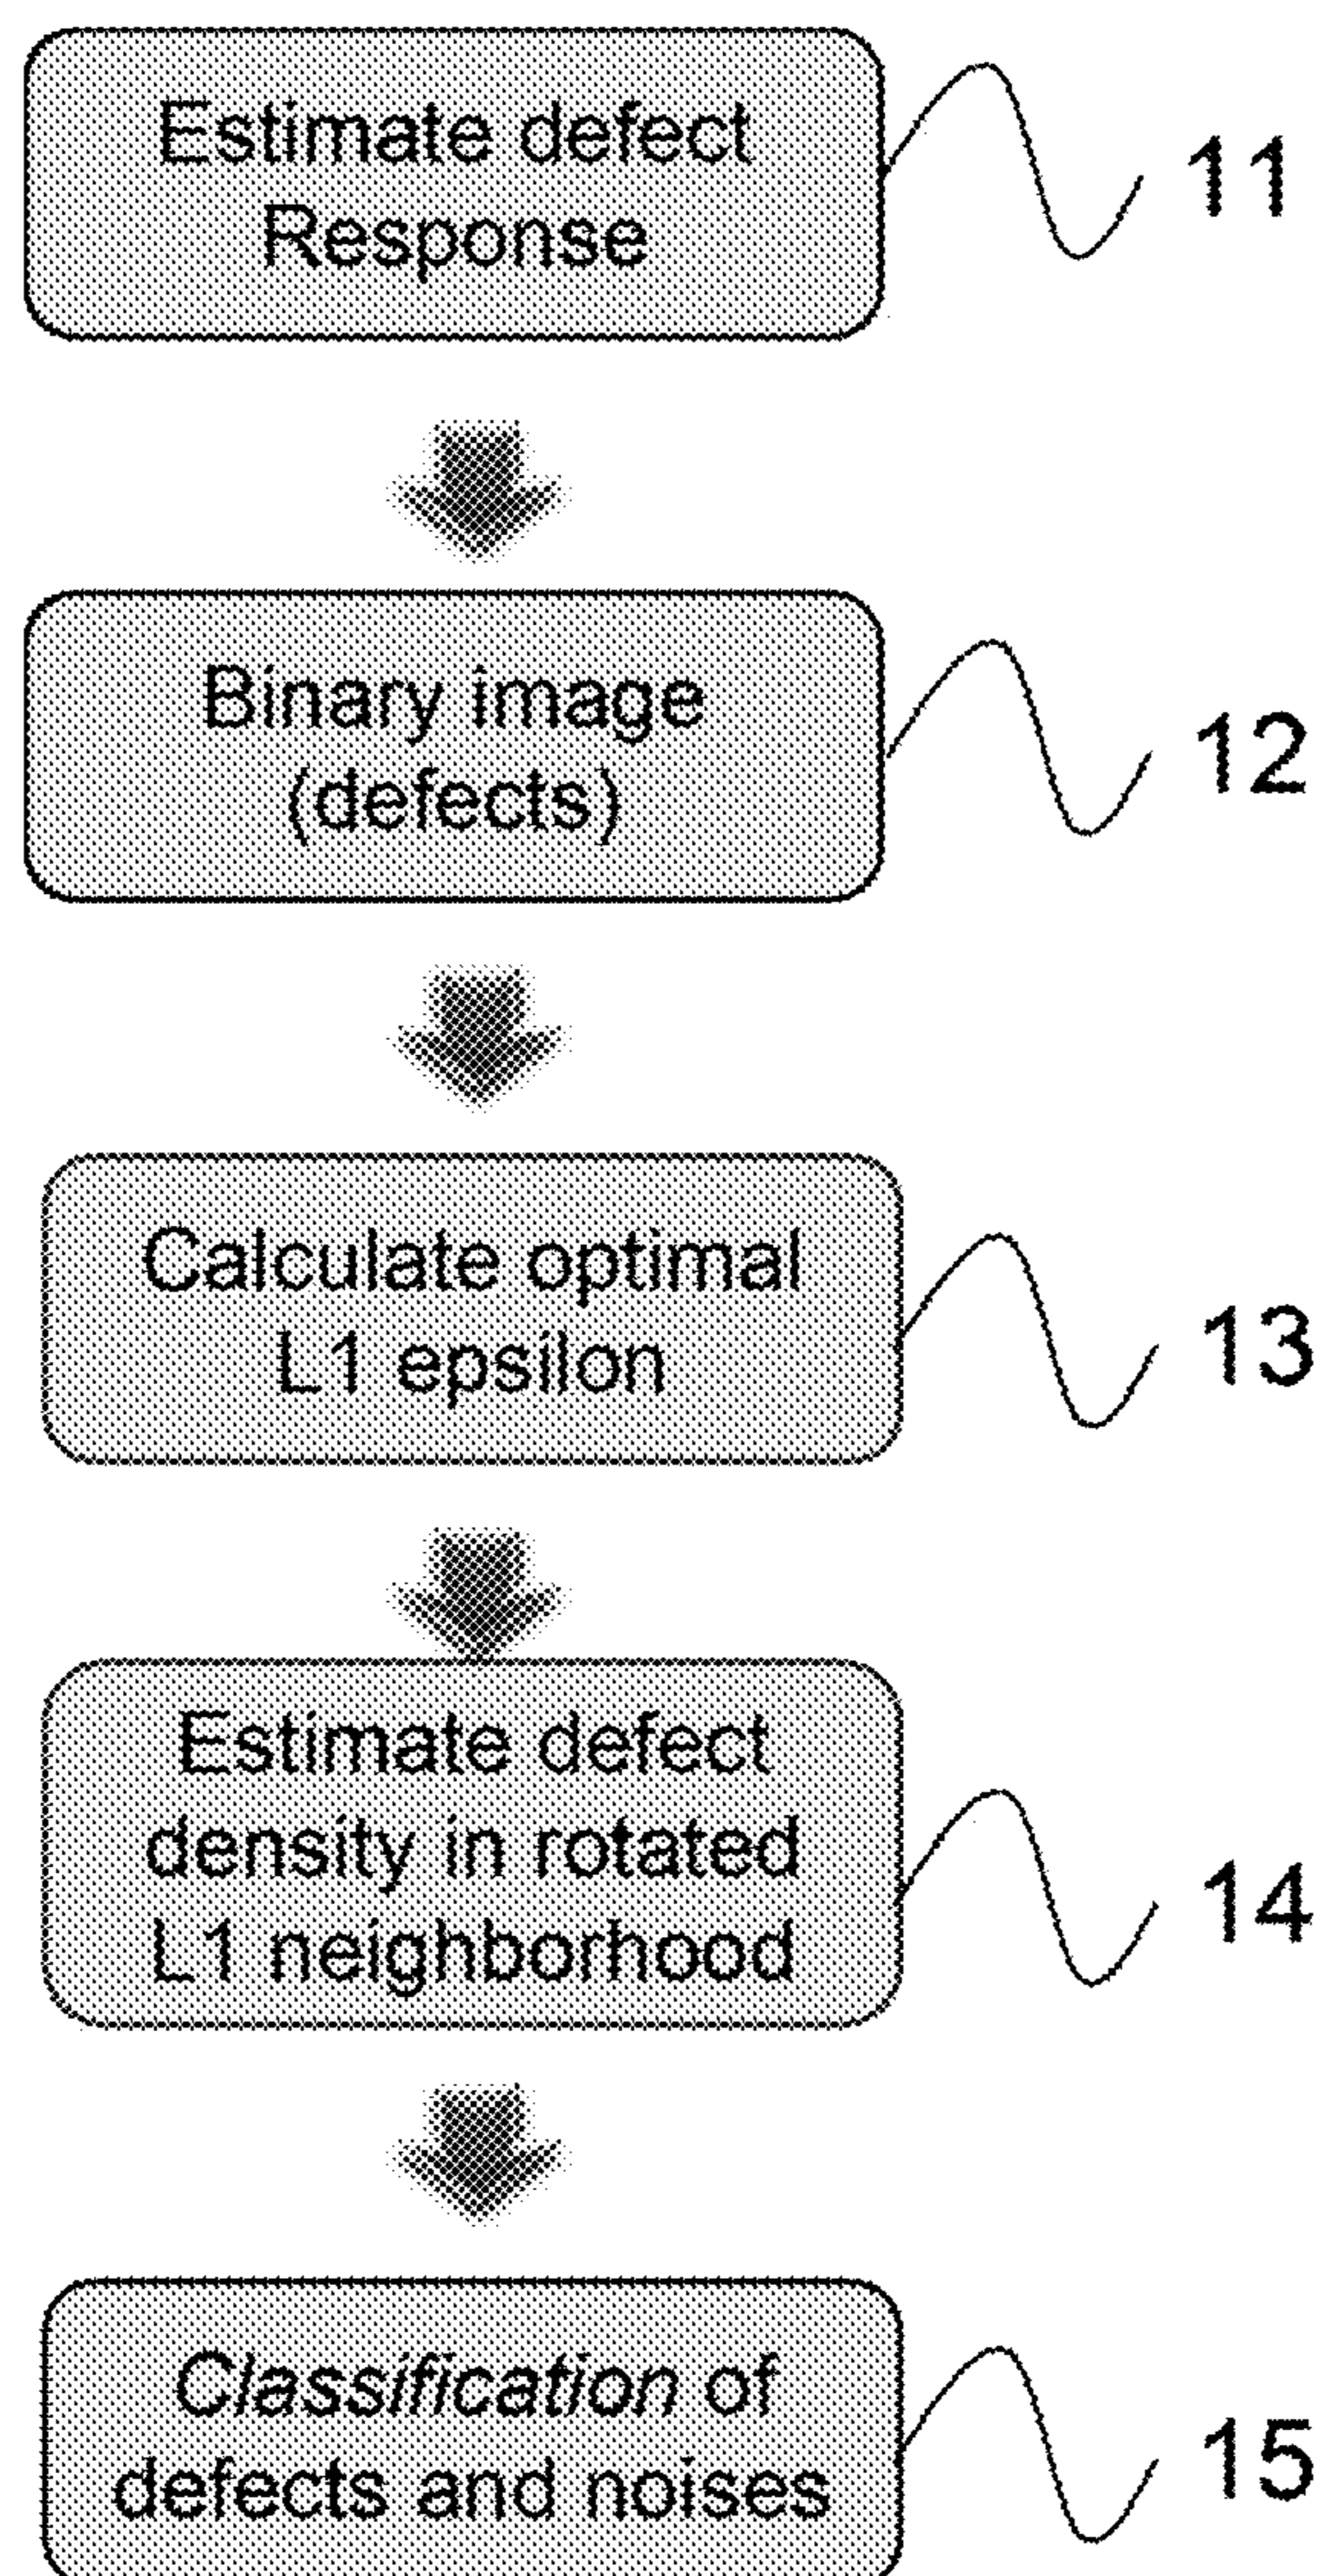 Estimate defect
Response
11
Binary image
(defects)
12
Calculate optimal
L1 epsilon
13
Estimate defect
density in rotated
L1 neighborhood
14
Classification of
defects and noises
15